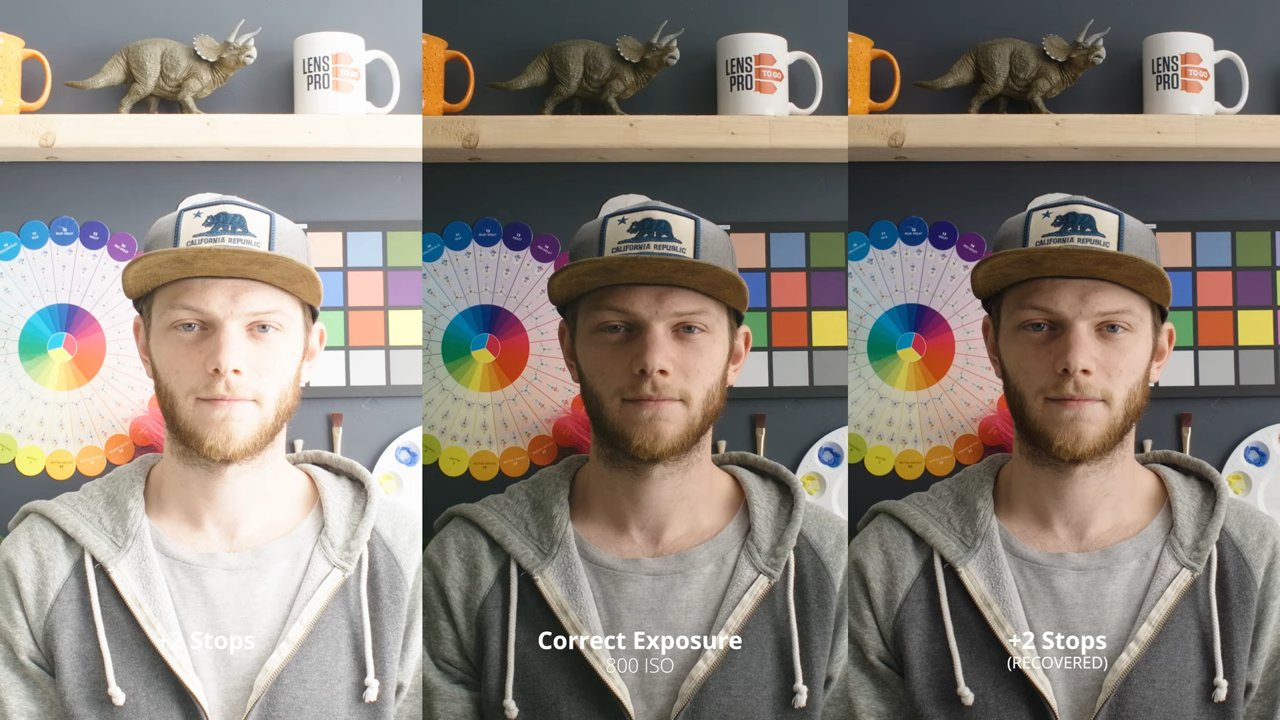 LENS
PRO
TO GO
LENS
PRO
TO GO
LENS
PRO
TO GO
CALIFORNIA REPUBLIC
CALIFORNIA REPUBLIC
CALIFORNIA REPUBLIC
+2 Stops
Correct Exposure
800 ISO
+2 Stops
(RECOVERED)